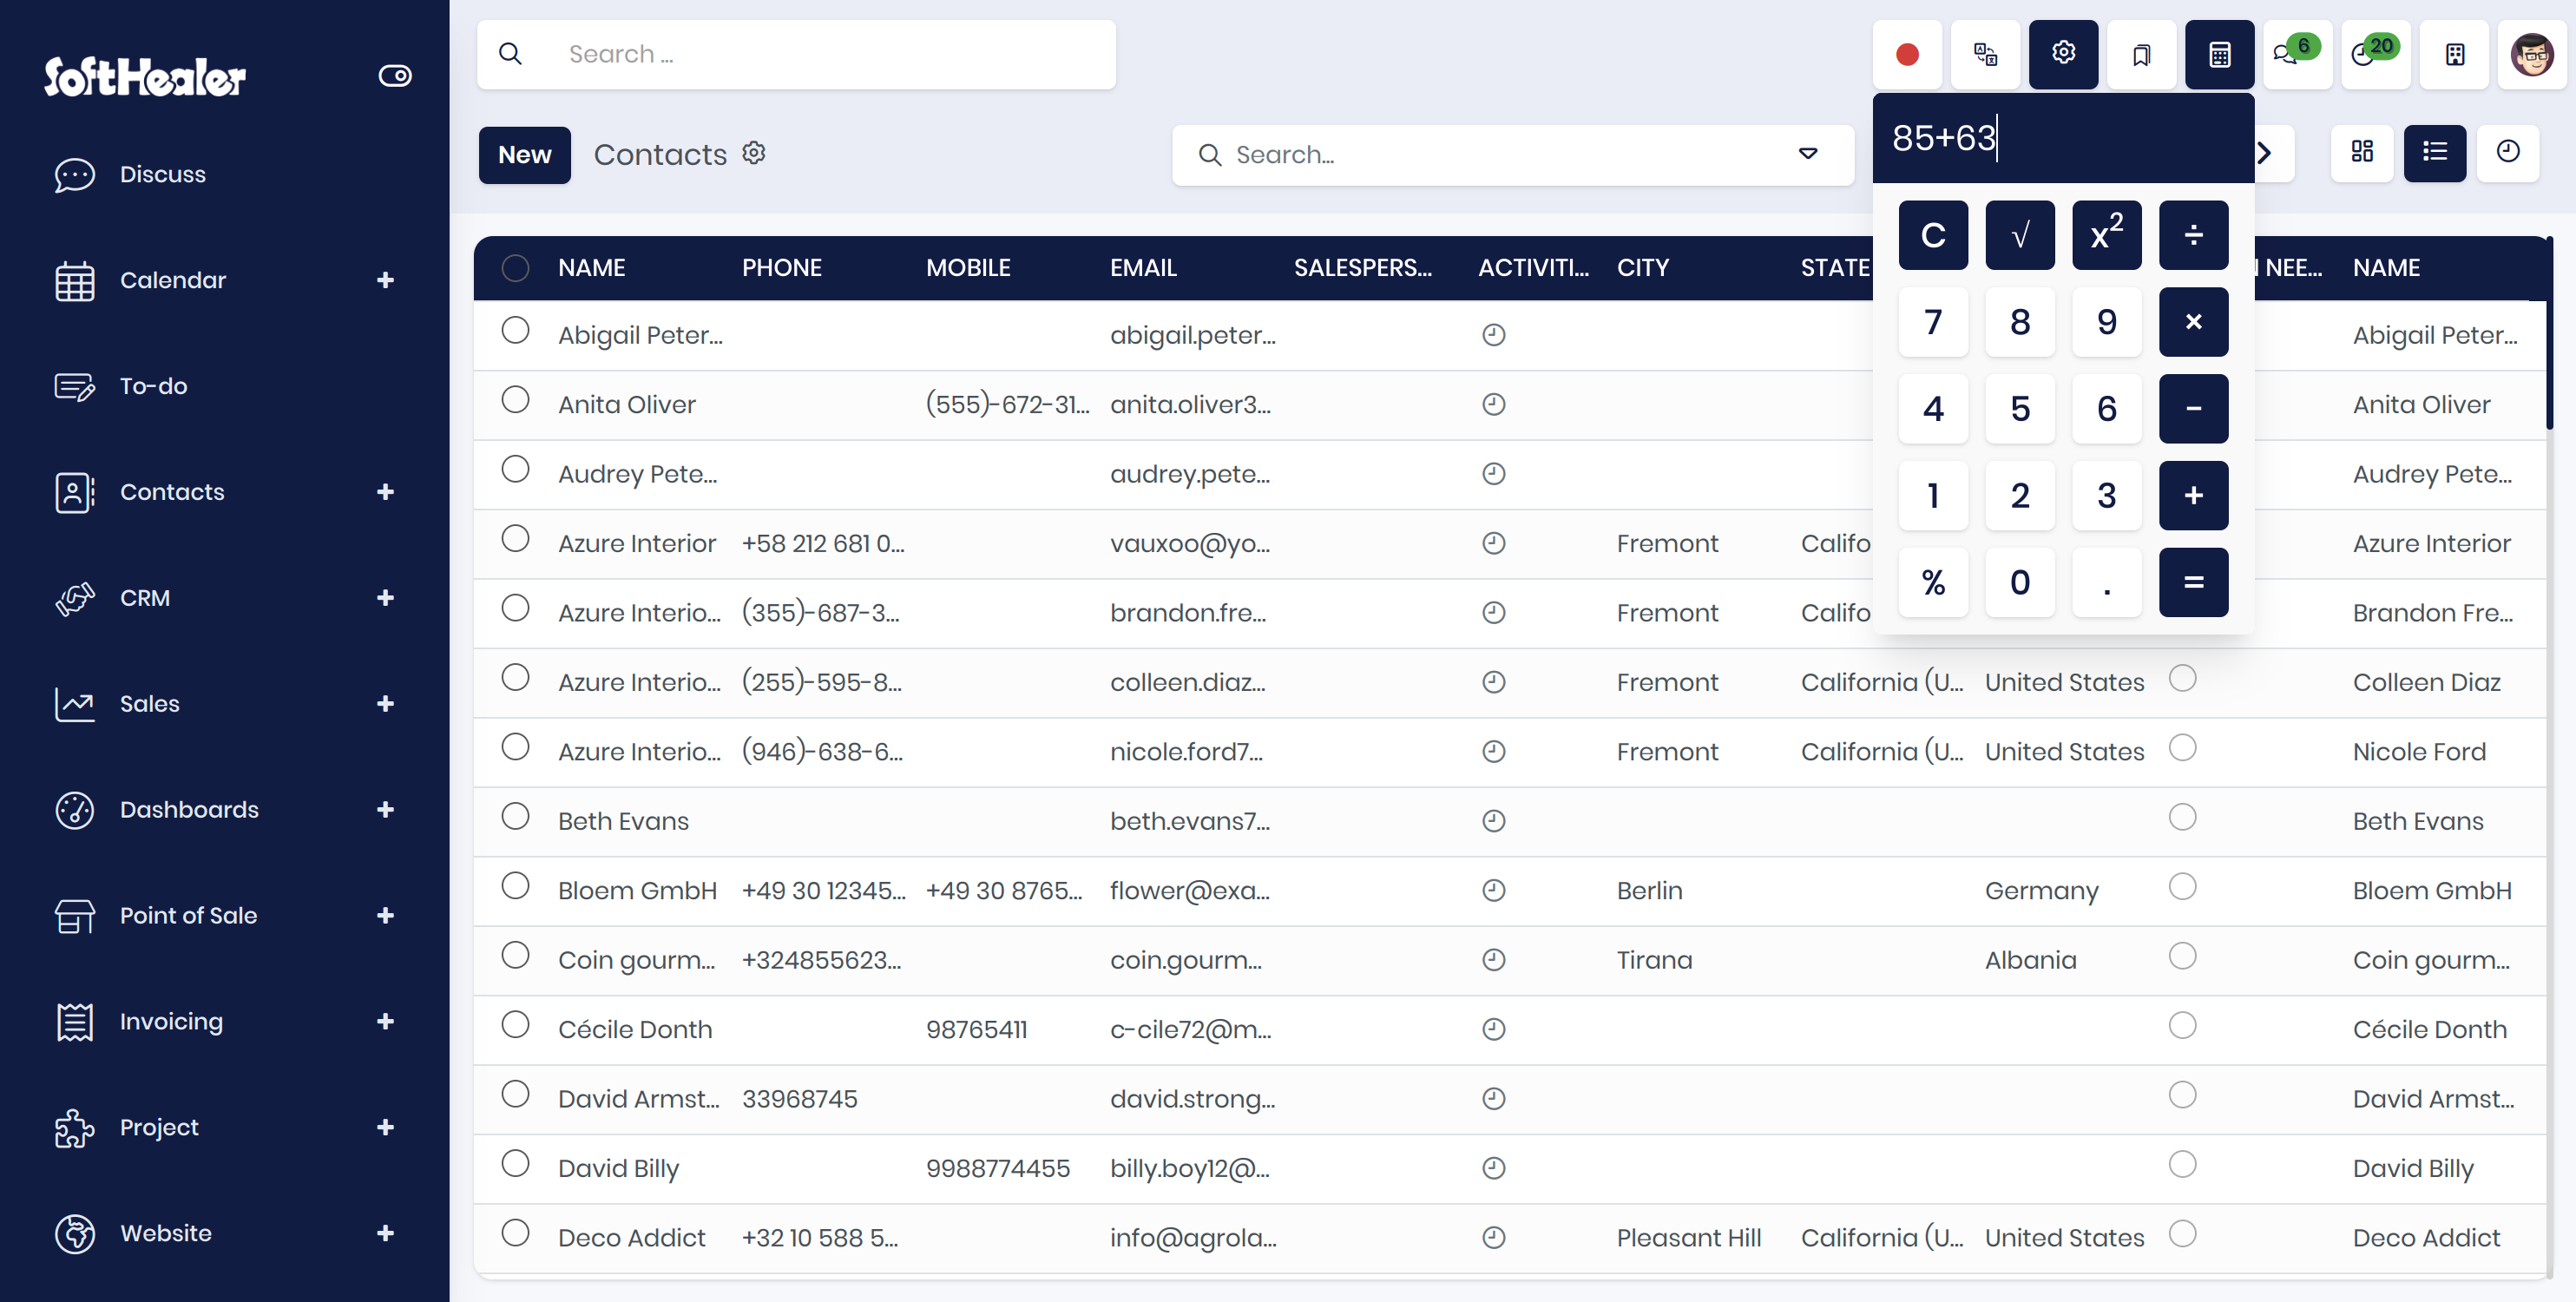 SoftHealer
Discuss
Calendar +
To-do
Contacts +
CRM +
Sales +
Dashboards +
Point of Sale +
Invoicing +
Project +
Website +
Search ...
6
20
New Contacts
Search...
85+63
C √ x² ÷
7 8 9 ×
4 5 6 -
1 2 3 +
% 0 . =
NAME PHONE MOBILE EMAIL SALESPERS... ACTIVITI... CITY STATE NEE... NAME
Abigail Peter... abigail.peter... Abigail Peter...
Anita Oliver (555)-672-31... anita.oliver3... Anita Oliver
Audrey Pete... audrey.pete... Audrey Pete...
Azure Interior +58 212 681 0... vauxoo@yo... Fremont Califo Azure Interior
Azure Interio... (355)-687-3... brandon.fre... Fremont Califo Brandon Fre...
Azure Interio... (255)-595-8... colleen.diaz... Fremont California (U... United States Colleen Diaz
Azure Interio... (946)-638-6... nicole.ford7... Fremont California (U... United States Nicole Ford
Beth Evans beth.evans7... Beth Evans
Bloem GmbH +49 30 12345... +49 30 8765... flower@exa... Berlin Germany Bloem GmbH
Coin gourm... +324855623... coin.gourm... Tirana Albania Coin gourm...
Cécile Donth 98765411 c-cile72@m... Cécile Donth
David Armst... 33968745 david.strong... David Armst...
David Billy 9988774455 billy.boy12@... David Billy
Deco Addict +32 10 588 5... info@agrola... Pleasant Hill California (U... United States Deco Addict